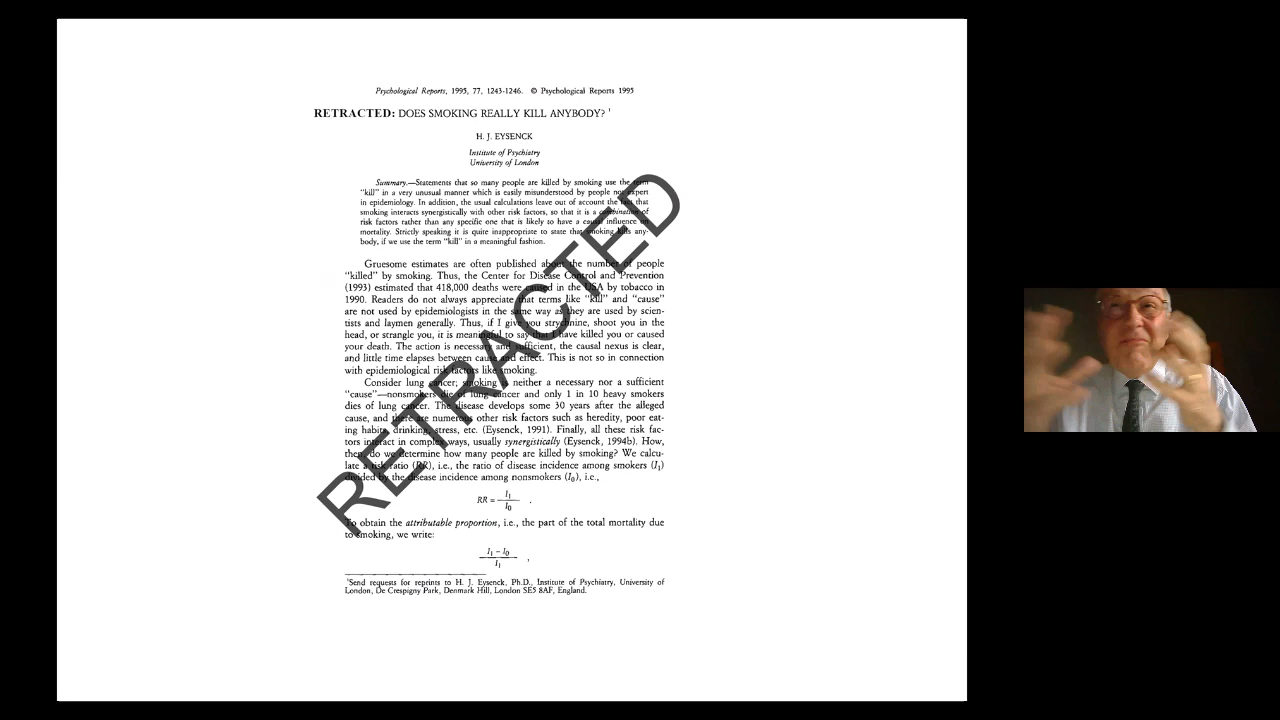 Psychological Reports, 1995, 77, 1243-1246. © Psychological Reports 1995
RETRACTED: DOES SMOKING REALLY KILL ANYBODY? ¹
H. J. EYSENCK
Institute of Psychiatry
University of London
Summary.—Statements that so many people are killed by smoking use the term
“kill” in a very unusual manner which is easily misunderstood by people not expert
in epidemiology. In addition, the usual calculations leave out of account the fact that
smoking interacts synergistically with other risk factors, so that it is a combination of
risk factors rather than any specific one that is likely to have a causal influence on
mortality. Strictly speaking it is quite inappropriate to state that smoking kills any-
body, if we use the term “kill” in a meaningful fashion.
Gruesome estimates are often published about the number of people
“killed” by smoking. Thus, the Center for Disease Control and Prevention
(1993) estimated that 418,000 deaths were caused in the USA by tobacco in
1990. Readers do not always appreciate that terms like “kill” and “cause”
are not used by epidemiologists in the same way as they are used by scien-
tists and laymen generally. Thus, if I give you strychnine, shoot you in the
head, or strangle you, it is meaningful to say that I have killed you or caused
your death. The action is necessary and sufficient, the causal nexus is clear,
and little time elapses between cause and effect. This is not so in connection
with epidemiological risk factors like smoking.
Consider lung cancer; smoking is neither a necessary nor a sufficient
“cause”—nonsmokers die of lung cancer and only 1 in 10 heavy smokers
dies of lung cancer. The disease develops some 30 years after the alleged
cause, and there are numerous other risk factors such as heredity, poor eat-
ing habits, drinking, stress, etc. (Eysenck, 1991). Finally, all these risk fac-
tors interact in complex ways, usually synergistically (Eysenck, 1994b). How,
then, do we determine how many people are killed by smoking? We calcu-
late a risk ratio (RR), i.e., the ratio of disease incidence among smokers (I₁)
divided by the disease incidence among nonsmokers (I₀), i.e.,
RR = I₁ / I₀ .
To obtain the attributable proportion, i.e., the part of the total mortality due
to smoking, we write:
I₁ − I₀ / I₁ ,
¹Send requests for reprints to H. J. Eysenck, Ph.D., Institute of Psychiatry, University of
London, De Crespigny Park, Denmark Hill, London SE5 8AF, England.
RETRACTED